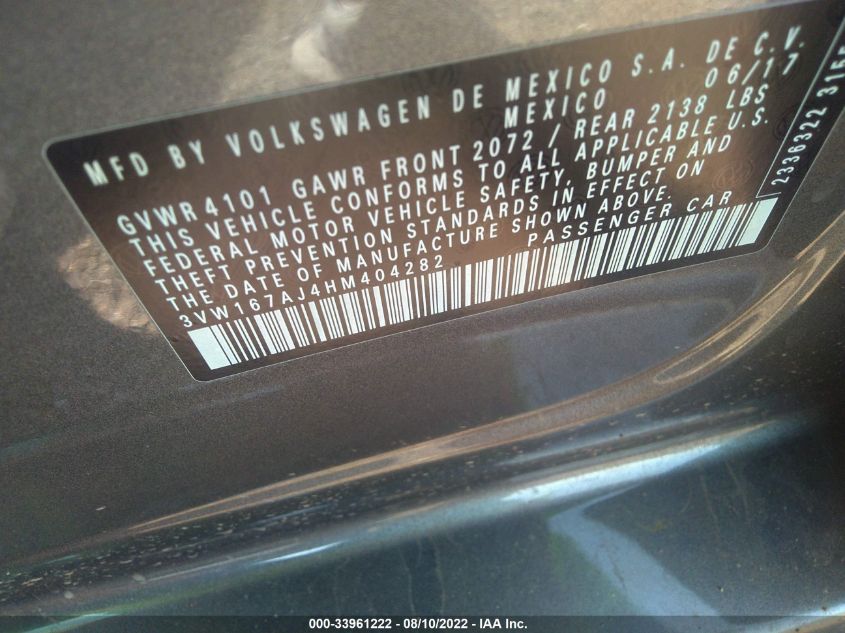 MFD BY VOLKSWAGEN DE MEXICO S.A. DE C.V.
MEXICO 06/17
GVWR 4101 GAWR FRONT 2072 / REAR 2138 LBS
THIS VEHICLE CONFORMS TO ALL APPLICABLE U.S.
FEDERAL MOTOR VEHICLE SAFETY, BUMPER AND
THEFT PREVENTION STANDARDS IN EFFECT ON
THE DATE OF MANUFACTURE SHOWN ABOVE.
3VW167AJ4HM404282 PASSENGER CAR
2336322
000-33961222 - 08/10/2022 - IAA Inc.